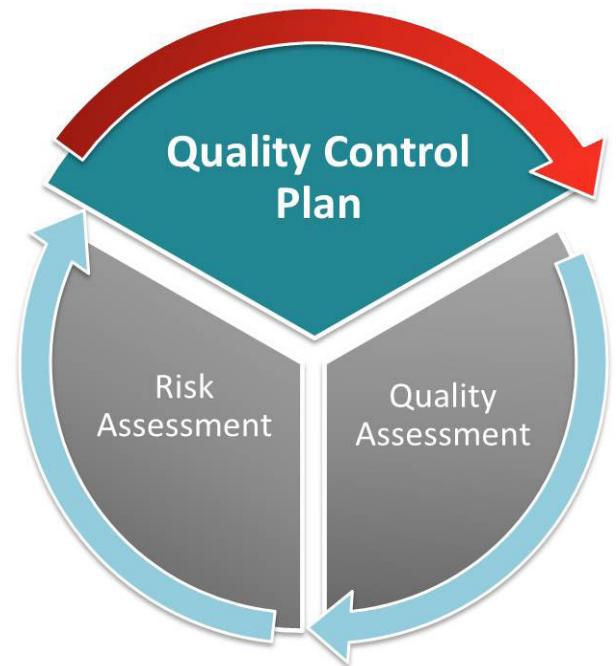 Quality Control
Plan
Risk
Assessment
Quality
Assessment